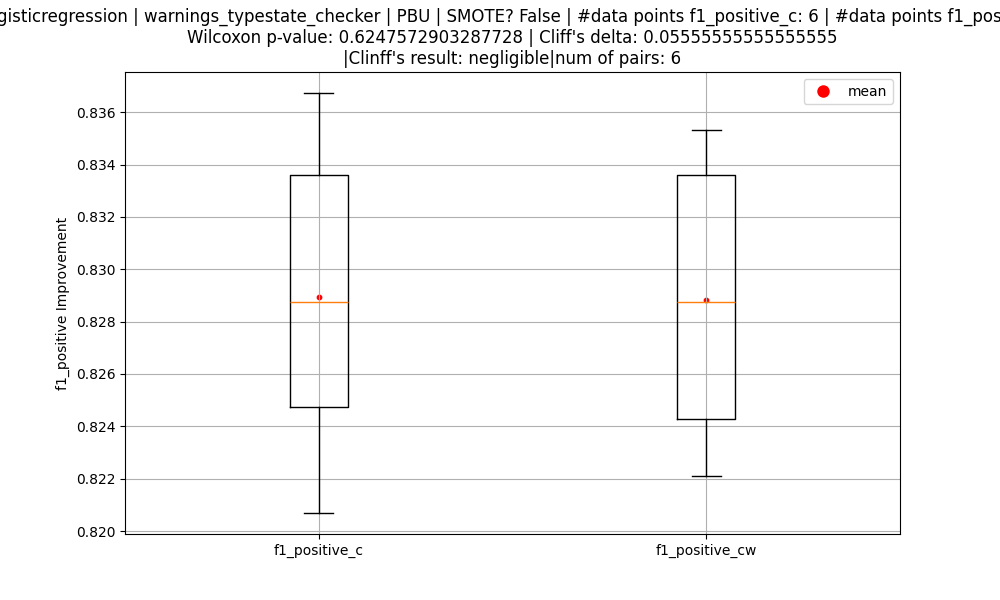 gisticregression | warnings_typestate_checker | PBU | SMOTE? False | #data points f1_positive_c: 6 | #data points f1_pos
Wilcoxon p-value: 0.6247572903287728 | Cliff's delta: 0.05555555555555555
|Clinff's result: negligible|num of pairs: 6
mean
0.836
0.834
0.832
0.830
0.828
0.826
0.824
0.822
0.820
f1_positive Improvement
f1_positive_c
f1_positive_cw